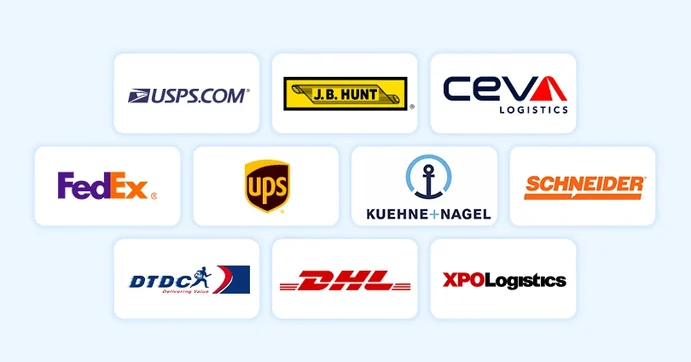 USPS.COM®
J.B. HUNT ®
CEVA
LOGISTICS
FedEx ®
ups
KUEHNE+NAGEL
SCHNEIDER
DTDC
Delivering Value
DHL
XPOLogistics